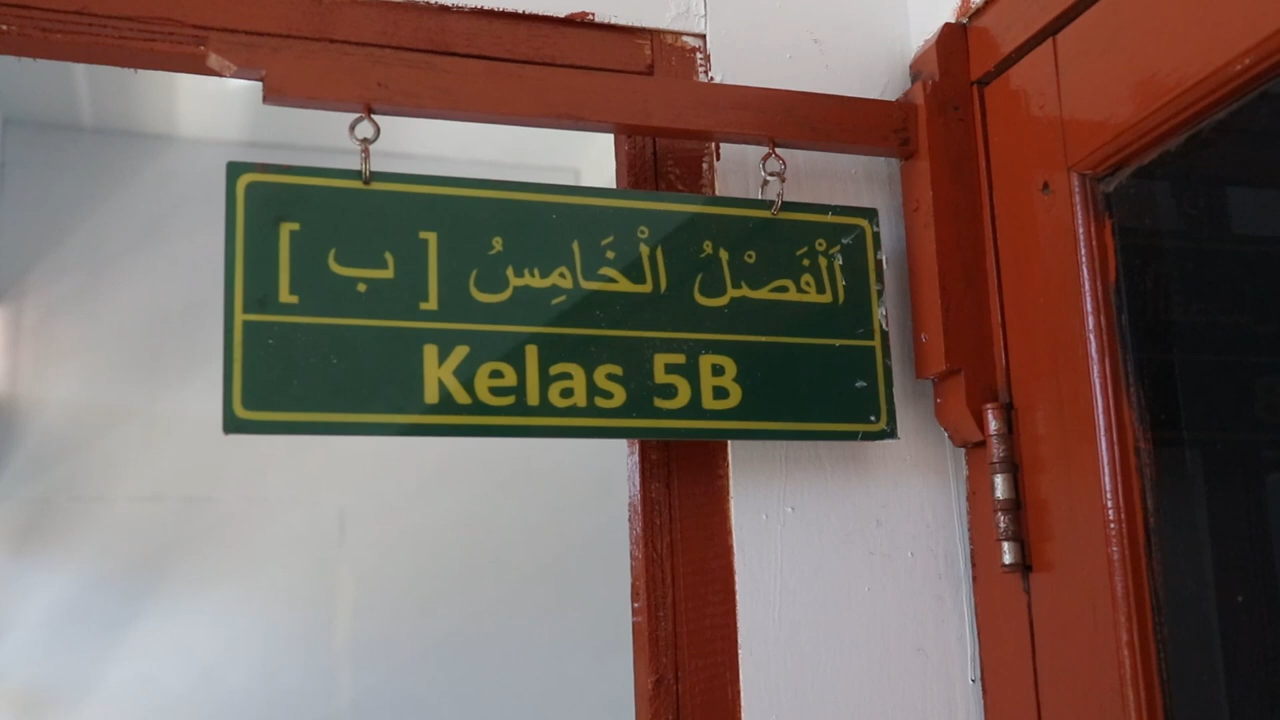 اَلْفَصْلُ الْخَامِسُ [ ب ]
Kelas 5B